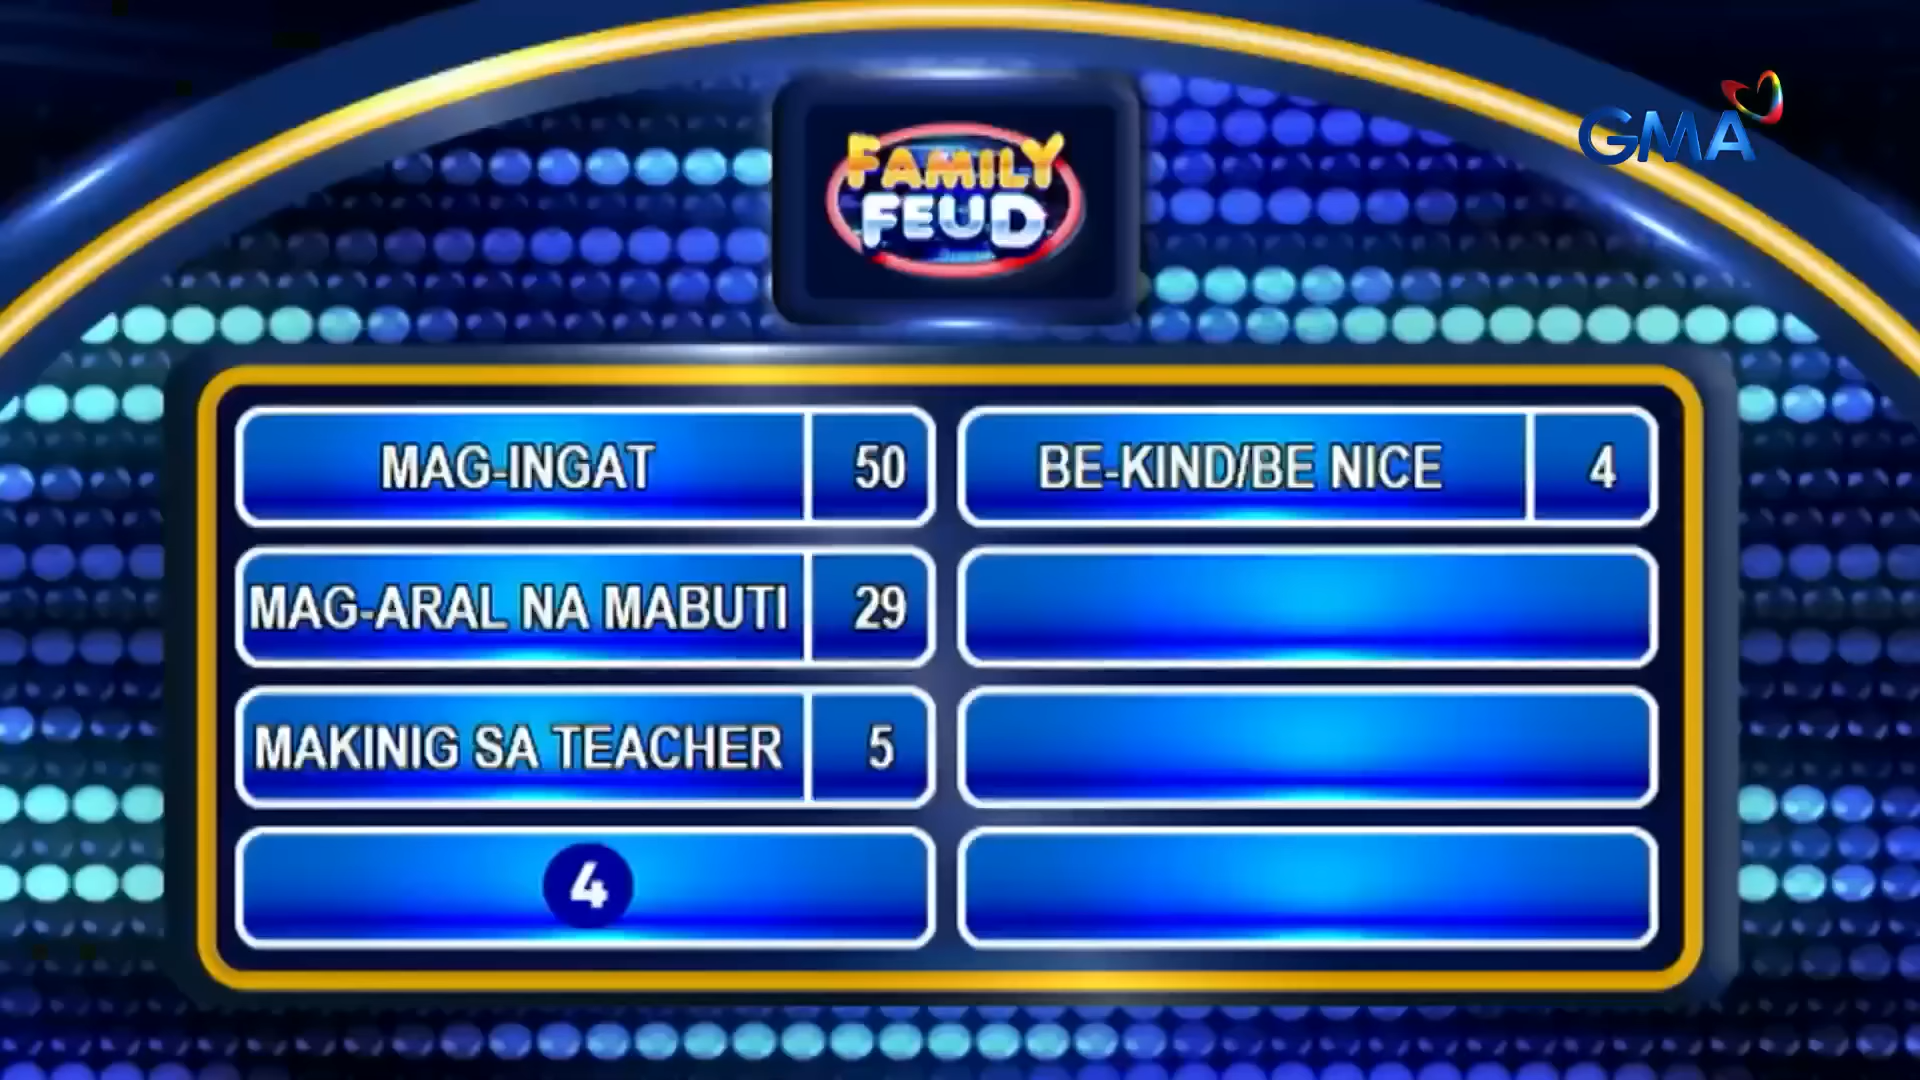 FAMILY
FEUD
GMA
MAG-INGAT 50
MAG-ARAL NA MABUTI 29
MAKINIG SA TEACHER 5
4
BE-KIND/BE NICE 4